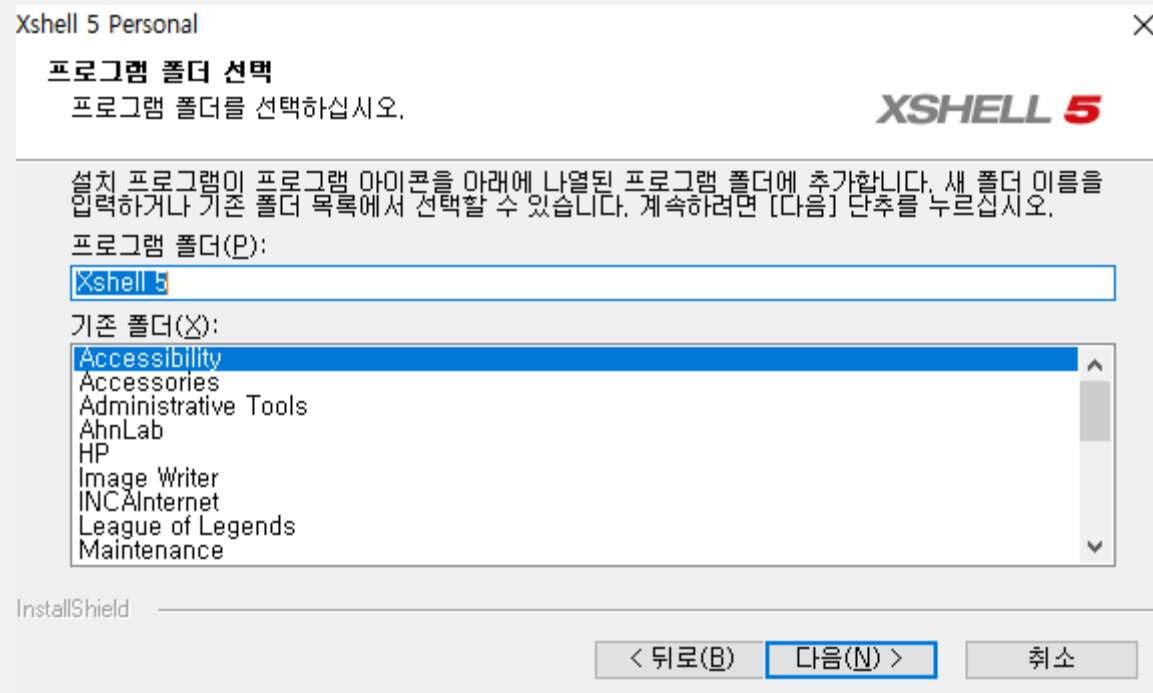 Xshell 5 Personal
프로그램 폴더 선택
프로그램 폴더를 선택하십시오.
XSHELL 5
설치 프로그램이 프로그램 아이콘을 아래에 나열된 프로그램 폴더에 추가합니다. 새 폴더 이름을
입력하거나 기존 폴더 목록에서 선택할 수 있습니다. 계속하려면 [다음] 단추를 누르십시오.
프로그램 폴더(P):
Xshell 5
기존 폴더(X):
Accessibility
Accessories
Administrative Tools
AhnLab
HP
Image Writer
INCAInternet
League of Legends
Maintenance
InstallShield
< 뒤로(B) 다음(N) > 취소